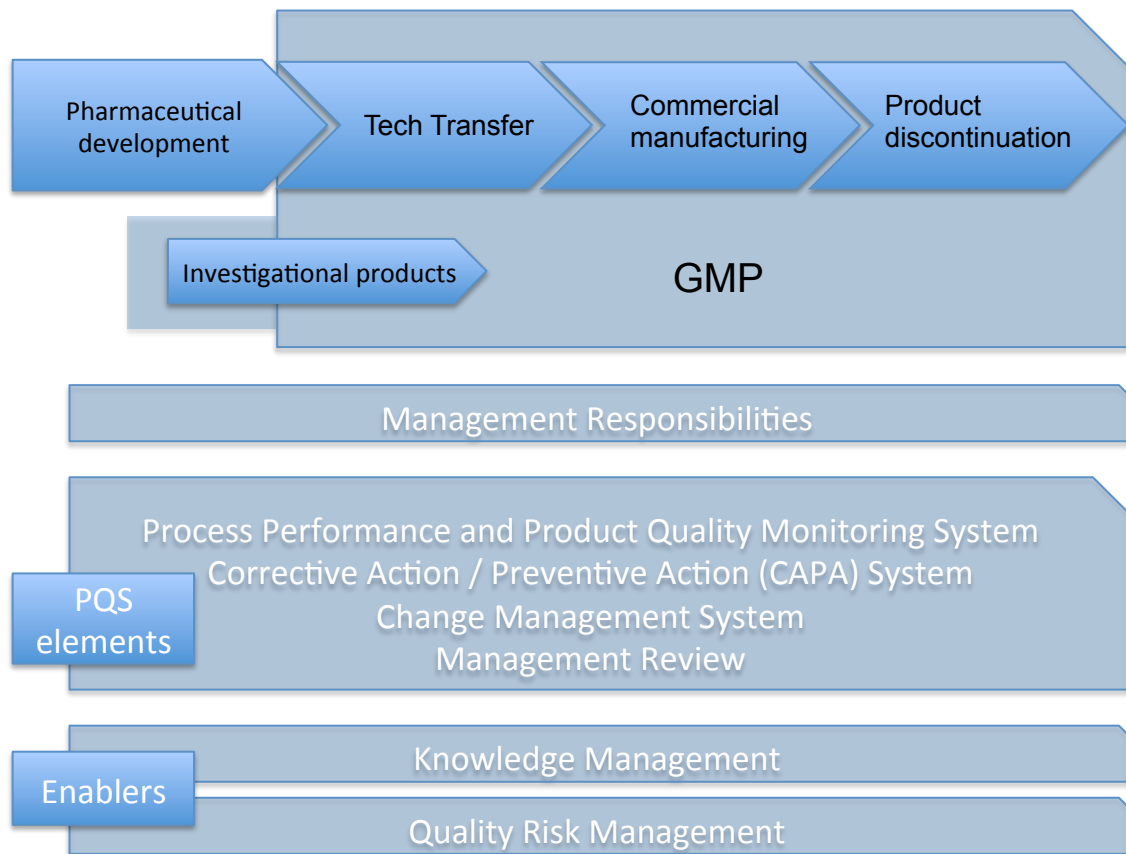 Pharmaceutical
development
Tech Transfer
Commercial
manufacturing
Product
discontinuation
Investigational products
GMP
Management Responsibilities
Process Performance and Product Quality Monitoring System
Corrective Action / Preventive Action (CAPA) System
Change Management System
Management Review
PQS
elements
Knowledge Management
Enablers
Quality Risk Management